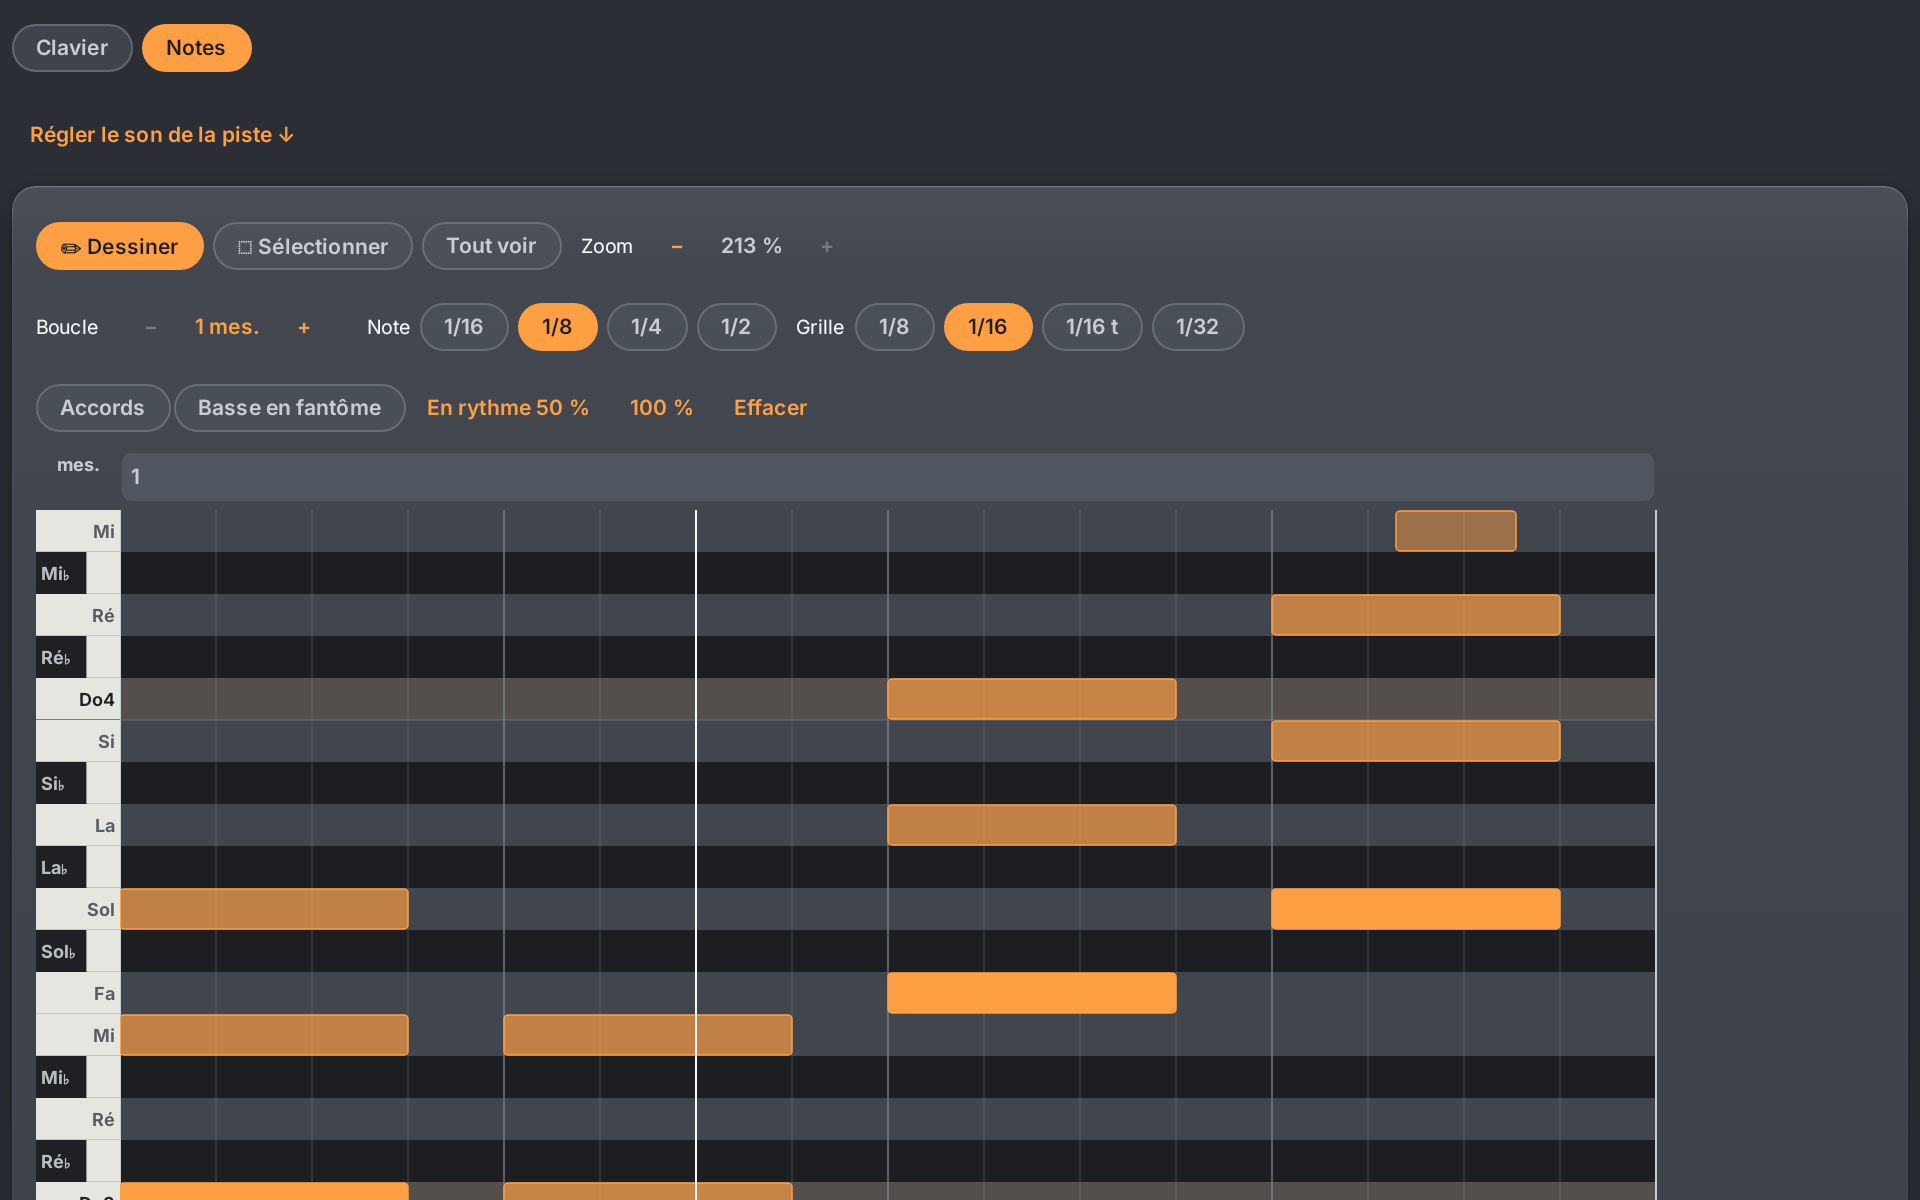 Clavier Notes
Régler le son de la piste ↓
✏ Dessiner Sélectionner Tout voir Zoom – 213 % +
Boucle – 1 mes. + Note 1/16 1/8 1/4 1/2 Grille 1/8 1/16 1/16 t 1/32
Accords Basse en fantôme En rythme 50 % 100 % Effacer
mes. 1
Mi
Mi♭
Ré
Ré♭
Do4
Si
Si♭
La
La♭
Sol
Sol♭
Fa
Mi
Mi♭
Ré
Ré♭